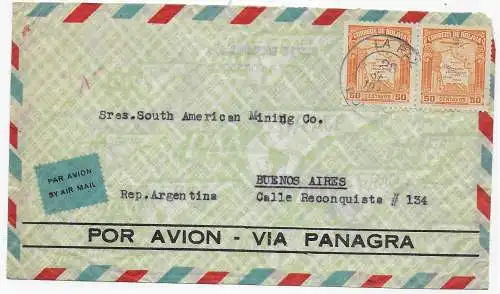 CORREOS DE BOLIVIA CORREOS DE BOLIVIA
LA PAZ
50 CENTAVOS 50 50 CENTAVOS 50
Sres.South American Mining Co.
PAR AVION
BY AIR MAIL
BUENOS AIRES
Rep.Argentina Calle Reconquista # 134
POR AVION - VIA PANAGRA